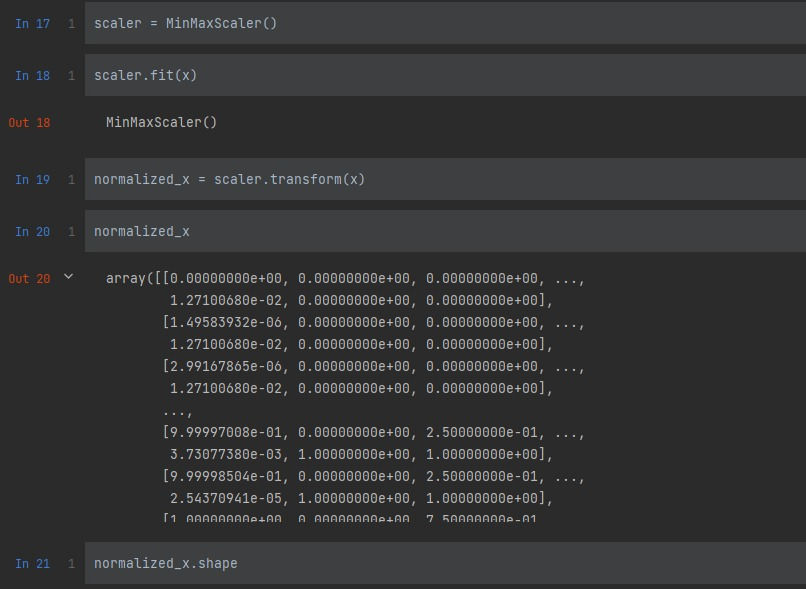 In 17 1 scaler = MinMaxScaler()
In 18 1 scaler.fit(x)
Out 18 MinMaxScaler()
In 19 1 normalized_x = scaler.transform(x)
In 20 1 normalized_x
Out 20 array([[0.00000000e+00, 0.00000000e+00, 0.00000000e+00, ...,
1.27100680e-02, 0.00000000e+00, 0.00000000e+00],
[1.49583932e-06, 0.00000000e+00, 0.00000000e+00, ...,
1.27100680e-02, 0.00000000e+00, 0.00000000e+00],
[2.99167865e-06, 0.00000000e+00, 0.00000000e+00, ...,
1.27100680e-02, 0.00000000e+00, 0.00000000e+00],
...,
[9.99997008e-01, 0.00000000e+00, 2.50000000e-01, ...,
3.73077380e-03, 1.00000000e+00, 1.00000000e+00],
[9.99998504e-01, 0.00000000e+00, 2.50000000e-01, ...,
2.54370941e-05, 1.00000000e+00, 1.00000000e+00],
[1.00000000e+00, 0.00000000e+00, 7.50000000e-01
In 21 1 normalized_x.shape